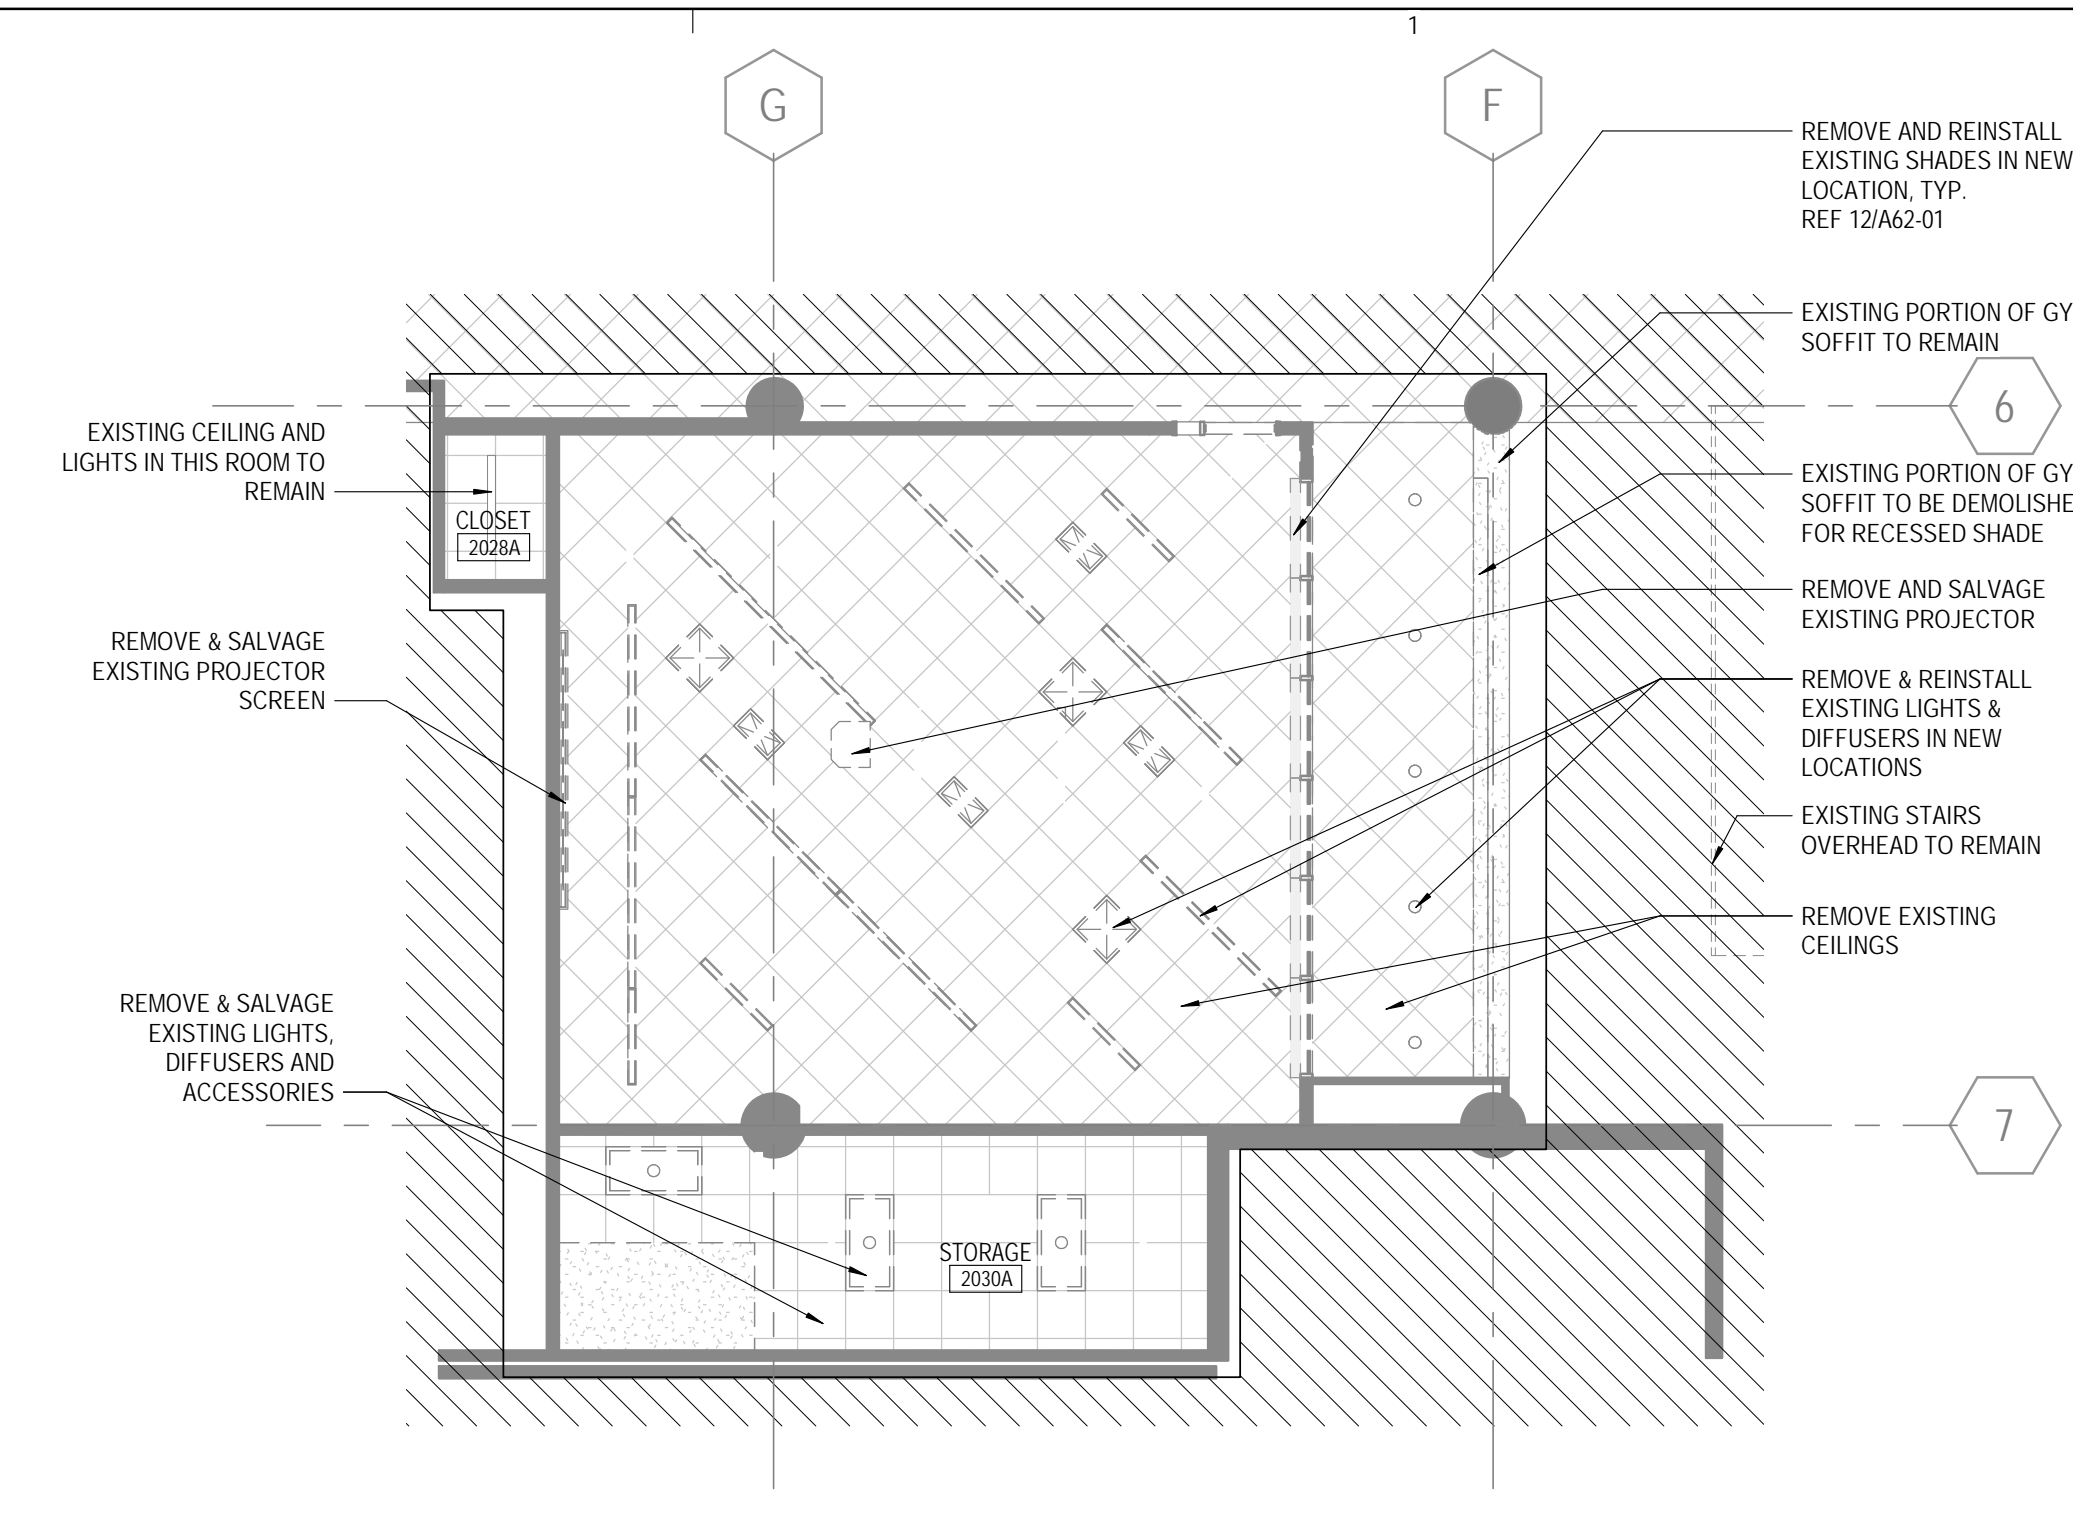 1
G
F
REMOVE AND REINSTALL
EXISTING SHADES IN NEW
LOCATION, TYP.
REF 12/A62-01
EXISTING PORTION OF GY
SOFFIT TO REMAIN
6
EXISTING CEILING AND
LIGHTS IN THIS ROOM TO
REMAIN
EXISTING PORTION OF GY
SOFFIT TO BE DEMOLISHE
FOR RECESSED SHADE
CLOSET
2028A
REMOVE AND SALVAGE
EXISTING PROJECTOR
REMOVE & SALVAGE
EXISTING PROJECTOR
SCREEN
REMOVE & REINSTALL
EXISTING LIGHTS &
DIFFUSERS IN NEW
LOCATIONS
EXISTING STAIRS
OVERHEAD TO REMAIN
REMOVE EXISTING
CEILINGS
REMOVE & SALVAGE
EXISTING LIGHTS,
DIFFUSERS AND
ACCESSORIES
7
STORAGE
2030A